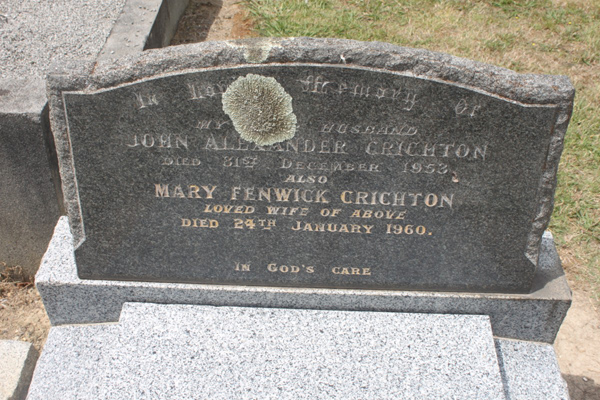 In Memory Of
MY HUSBAND
JOHN ALEXANDER CRICHTON
DIED 31ST DECEMBER 1953.
ALSO
MARY FENWICK CRICHTON
LOVED WIFE OF ABOVE
DIED 24TH JANUARY 1960.
IN GOD'S CARE